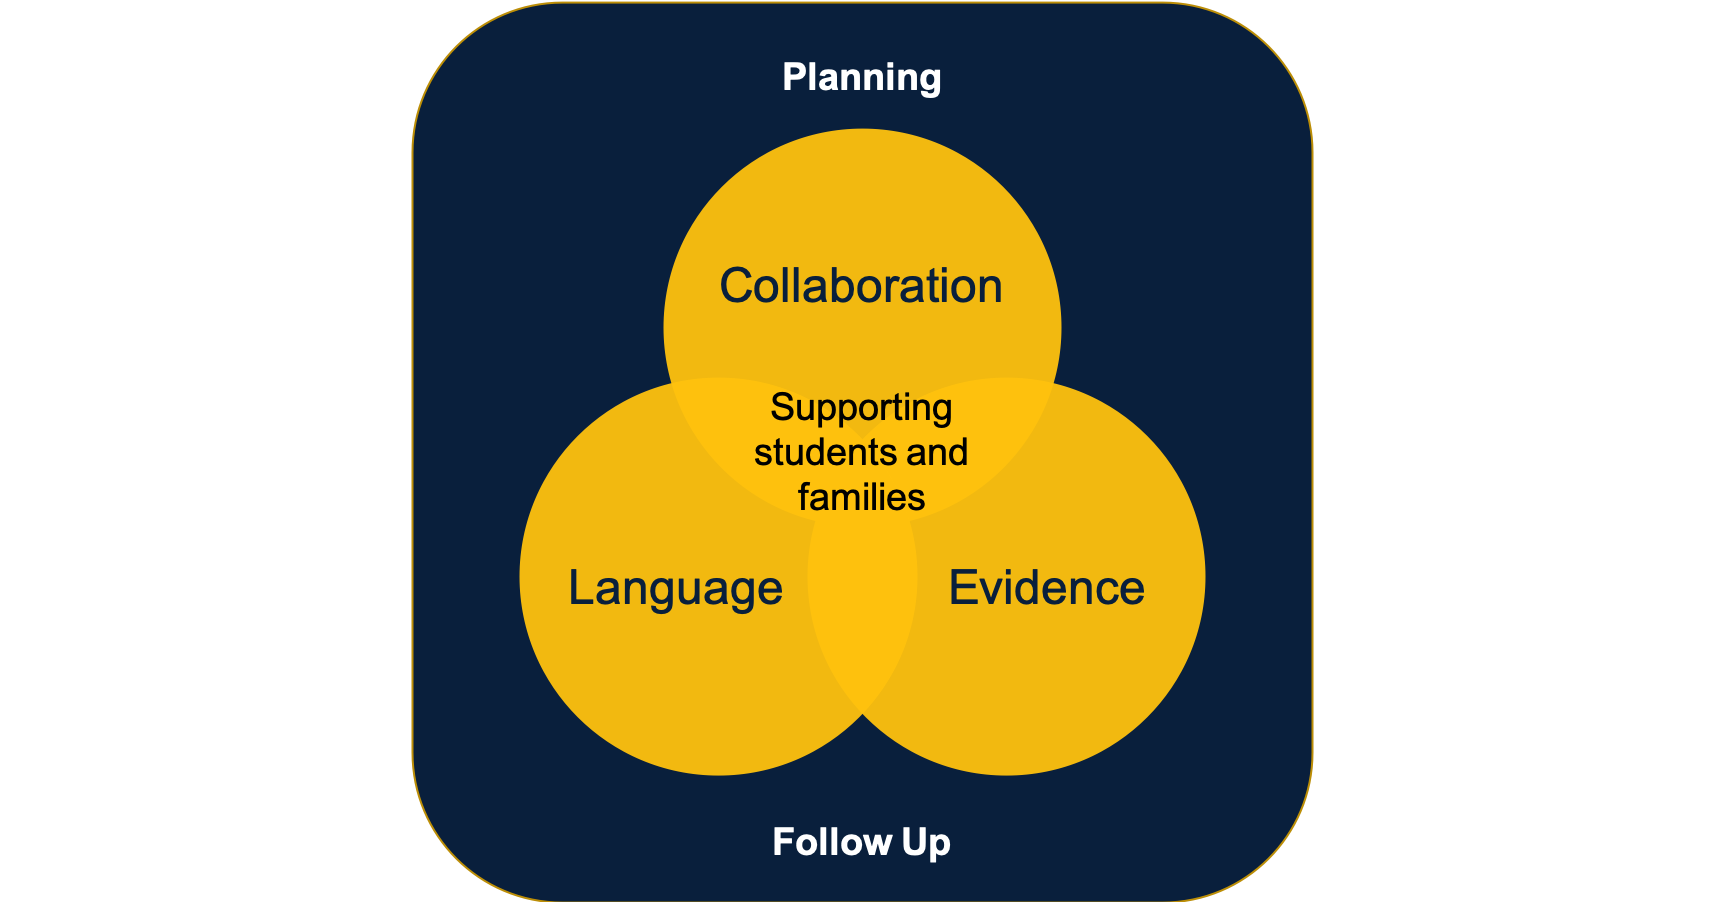 Planning
Collaboration
Supporting
students and
families
Language
Evidence
Follow Up